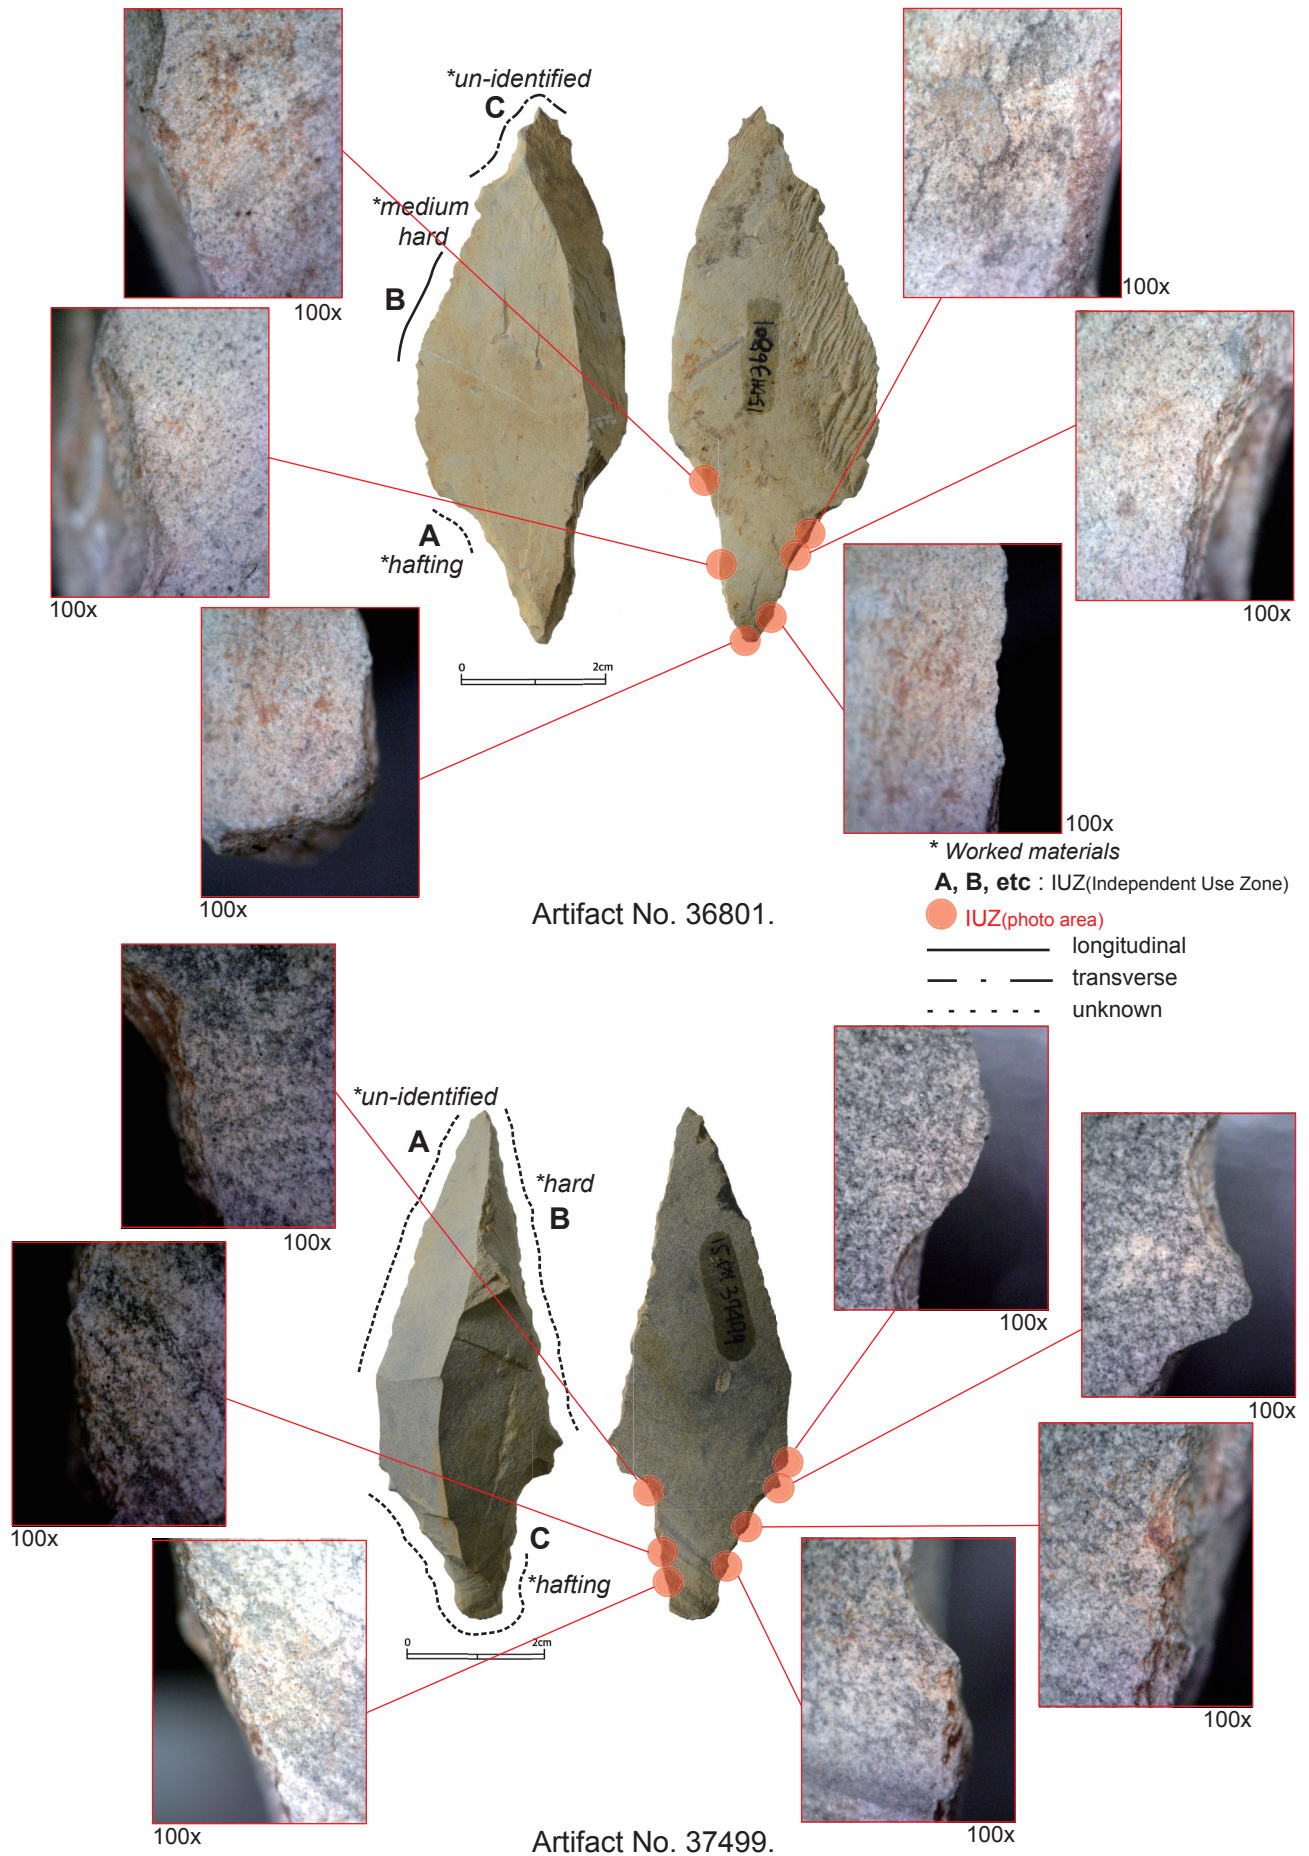 *un-identified
C
*medium
hard
B
A
*hafting
0 2cm
100x
100x
100x
100x
100x
100x
* Worked materials
A, B, etc : IUZ(Independent Use Zone)
IUZ(photo area)
longitudinal
transverse
unknown
Artifact No. 36801.
*un-identified
A
*hard
B
C
*hafting
0 2cm
100x
100x
100x
100x
100x
100x
100x
Artifact No. 37499.